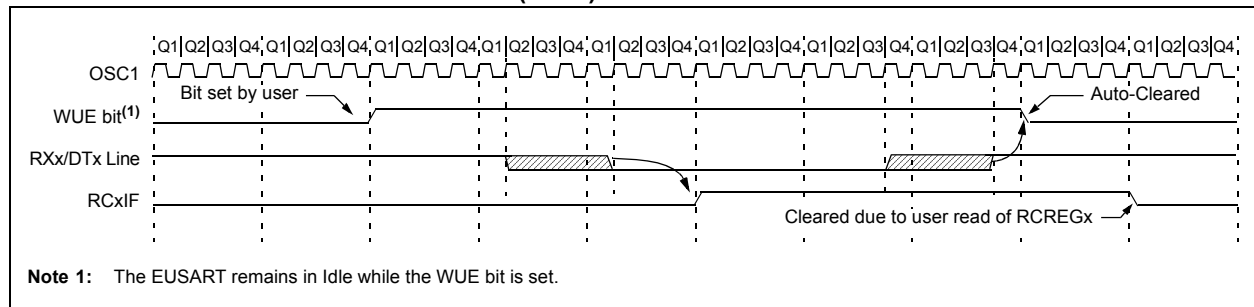 Q1 Q2 Q3 Q4 Q1 Q2 Q3 Q4 Q1 Q2 Q3 Q4 Q1 Q2 Q3 Q4 Q1 Q2 Q3 Q4 Q1 Q2 Q3 Q4 Q1 Q2 Q3 Q4 Q1 Q2 Q3 Q4 Q1 Q2 Q3 Q4 Q1 Q2 Q3 Q4
OSC1
Bit set by user
Auto-Cleared
WUE bit(1)
RXx/DTx Line
RCxIF
Cleared due to user read of RCREGx
Note 1: The EUSART remains in Idle while the WUE bit is set.